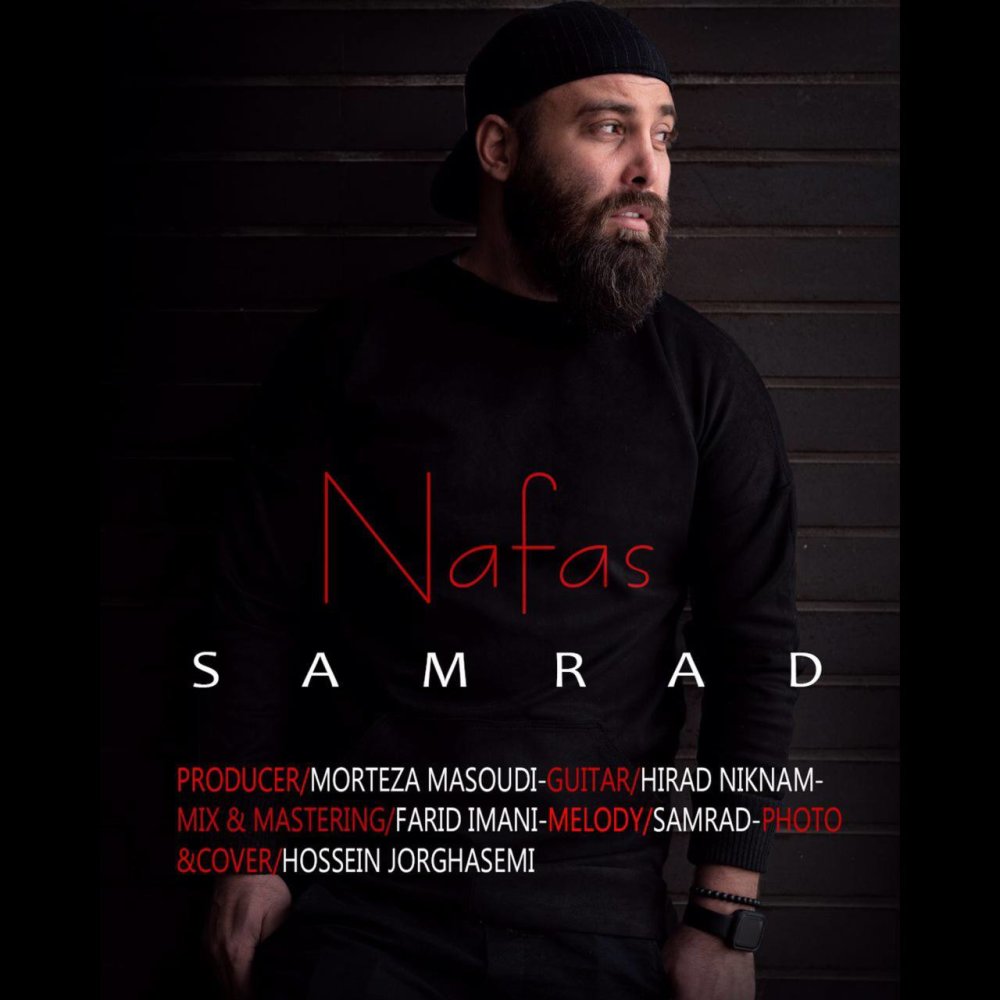 Nafas
SAMRAD
PRODUCER/MORTEZA MASOUDI-GUITAR/HIRAD NIKNAM-
MIX & MASTERING/FARID IMANI-MELODY/SAMRAD-PHOTO
&COVER/HOSSEIN JORGHASEMI